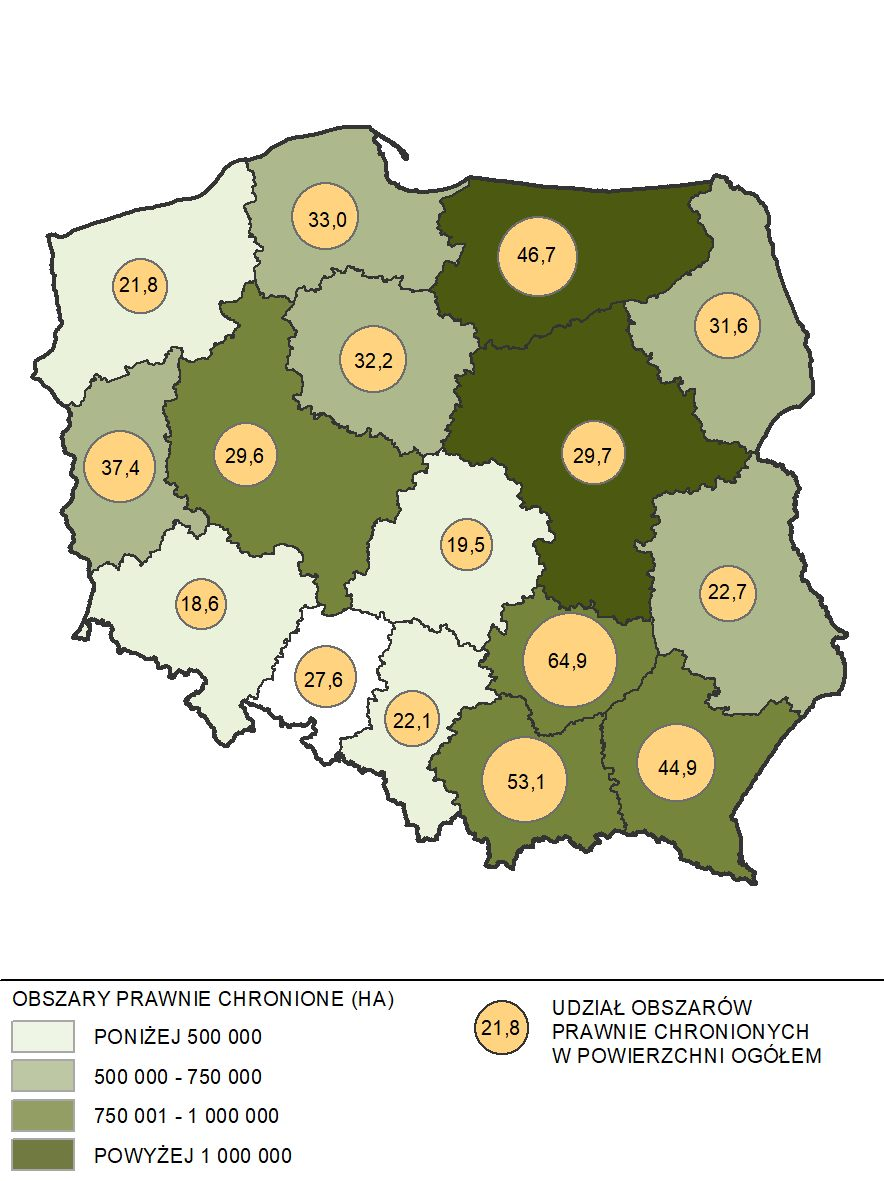 33,0
46,7
21,8
31,6
32,2
29,6
29,7
37,4
19,5
22,7
18,6
64,9
27,6
22,1
44,9
53,1
OBSZARY PRAWNIE CHRONIONE (HA)
PONIŻEJ 500 000
500 000 - 750 000
750 001 - 1 000 000
POWYŻEJ 1 000 000
21,8
UDZIAŁ OBSZARÓW
PRAWNIE CHRONIONYCH
W POWIERZCHNI OGÓŁEM